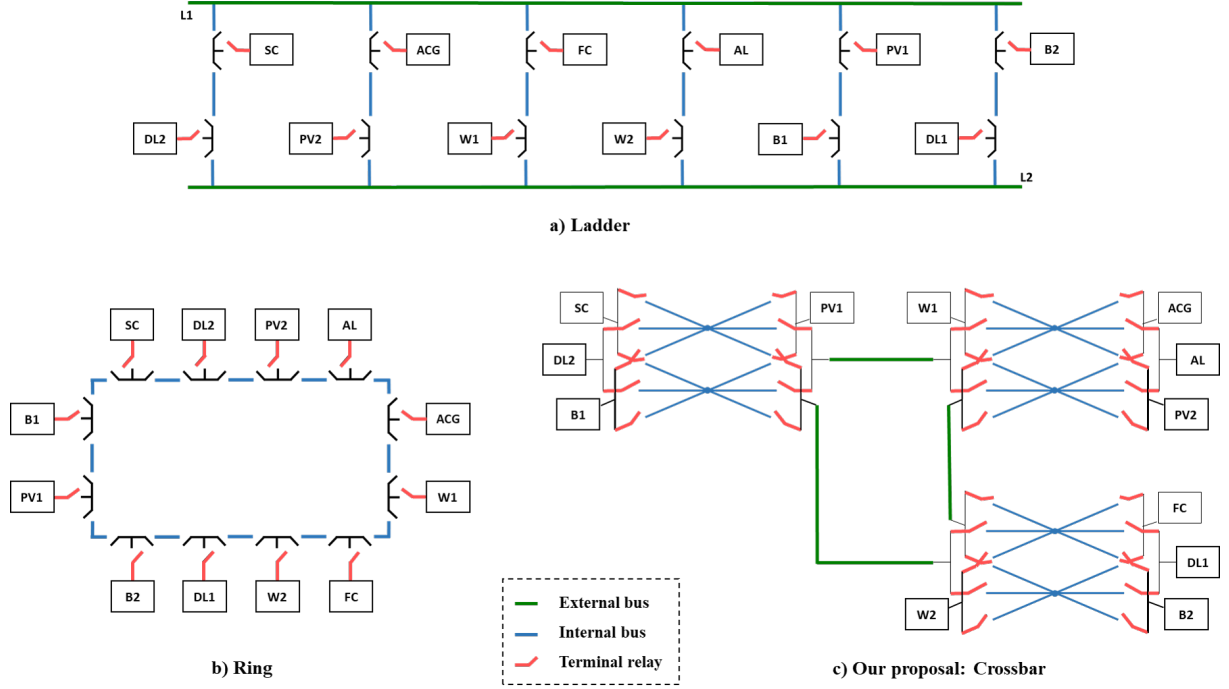 L1
SC
ACG
FC
AL
PV1
B2
DL2
PV2
W1
W2
B1
DL1
L2
a) Ladder
SC
DL2
PV2
AL
B1
ACG
PV1
W1
B2
DL1
W2
FC
b) Ring
SC
PV1
W1
ACG
DL2
AL
B1
PV2
FC
DL1
W2
B2
External bus
Internal bus
Terminal relay
c) Our proposal: Crossbar